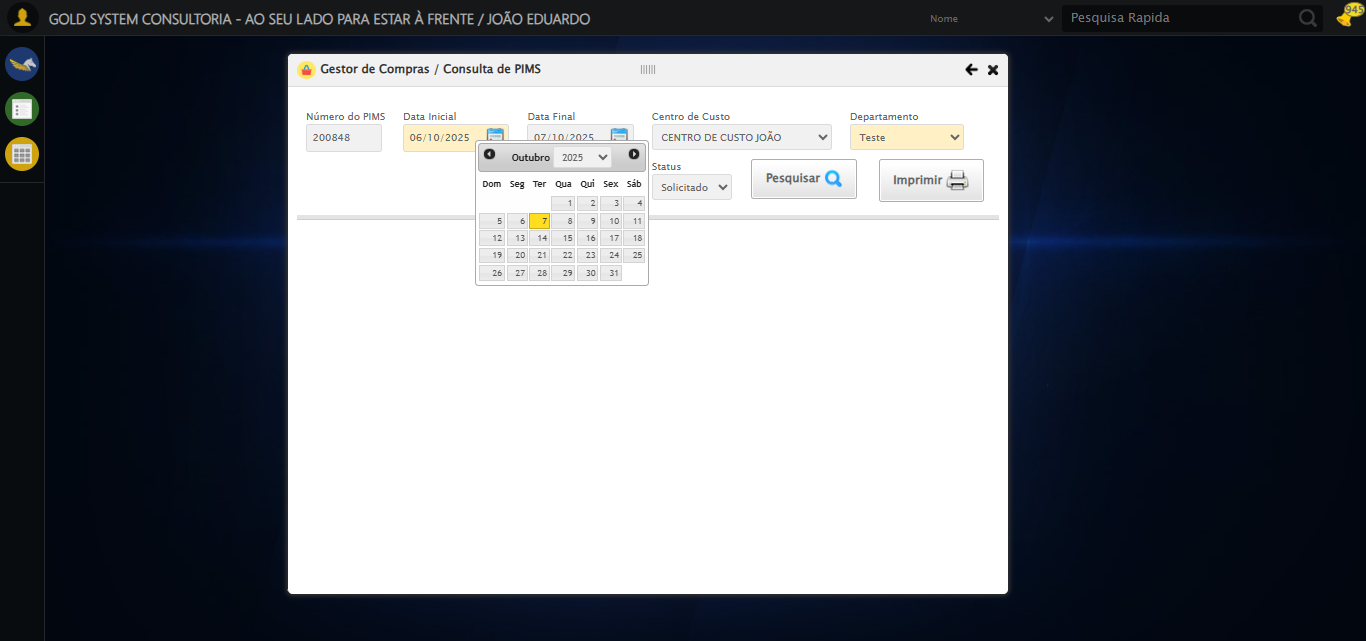 GOLD SYSTEM CONSULTORIA - AO SEU LADO PARA ESTAR À FRENTE / JOÃO EDUARDO
Nome
Pesquisa Rapida
945
Gestor de Compras / Consulta de PIMS
Número do PIMS
Data Inicial
Data Final
Centro de Custo
Departamento
200848
06/10/2025
07/10/2025
CENTRO DE CUSTO JOÃO
Teste
Status
Solicitado
Pesquisar
Imprimir
Outubro 2025
Dom Seg Ter Qua Qui Sex Sáb
1 2 3 4
5 6 7 8 9 10 11
12 13 14 15 16 17 18
19 20 21 22 23 24 25
26 27 28 29 30 31